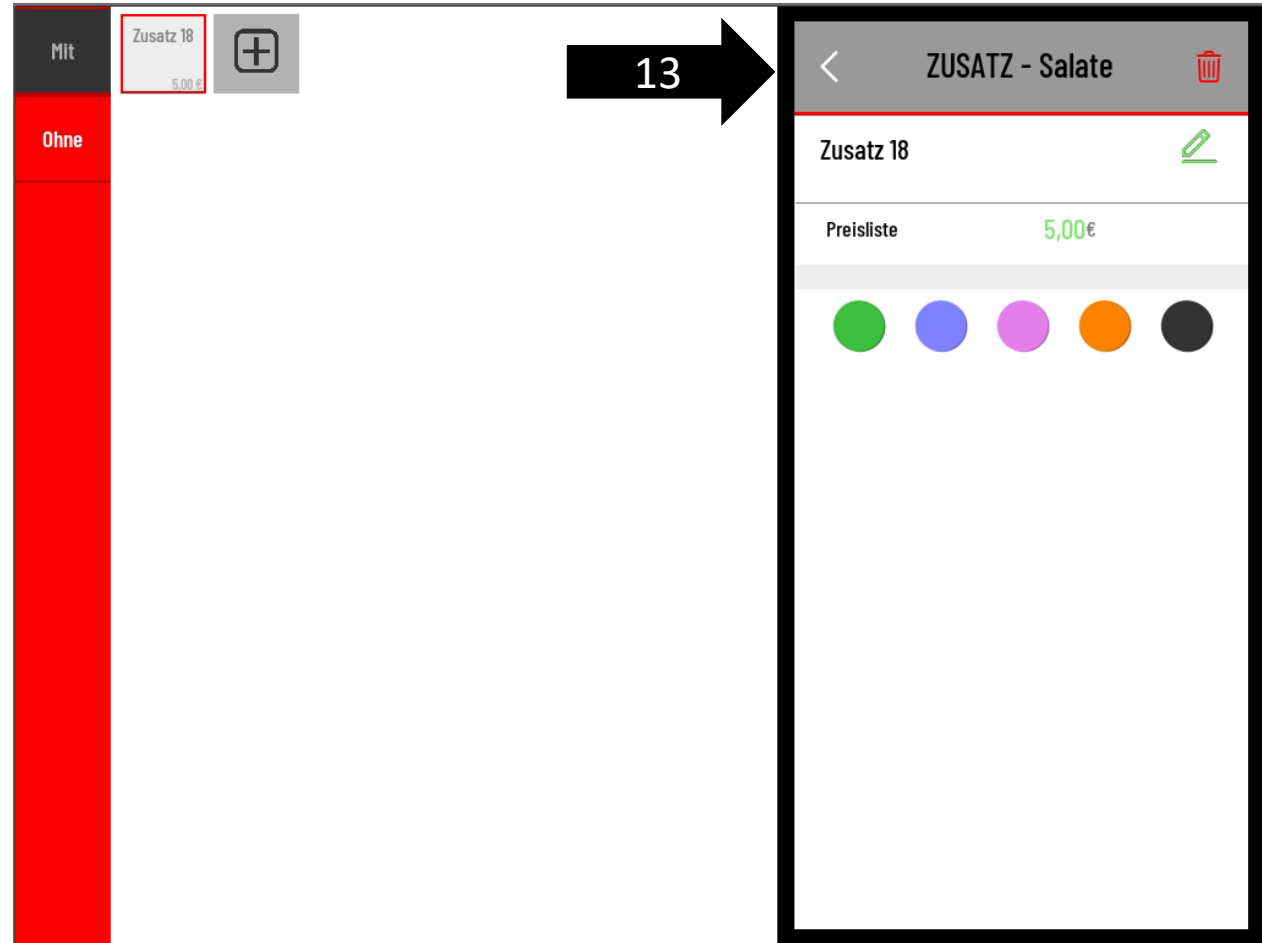 Mit
Ohne
Zusatz 18
5,00 €
13
ZUSATZ - Salate
Zusatz 18
Preisliste 5,00€